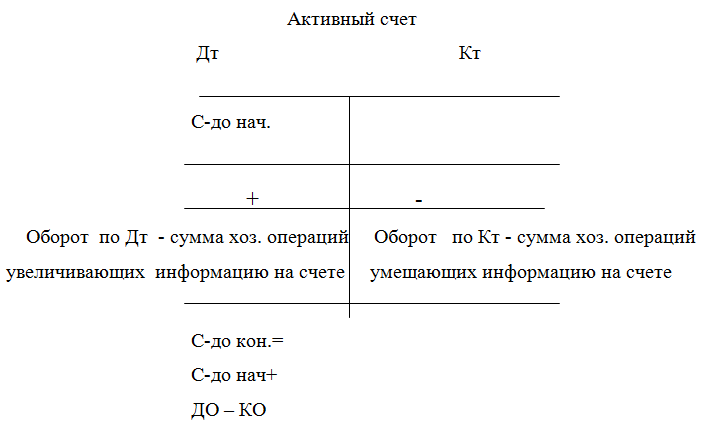 Активный счет
Дт Кт
С-до нач.
+ -
Оборот по Дт - сумма хоз. операций Оборот по Кт - сумма хоз. операций
увеличивающих информацию на счете умещающих информацию на счете
С-до кон.=
С-до нач+
ДО – КО